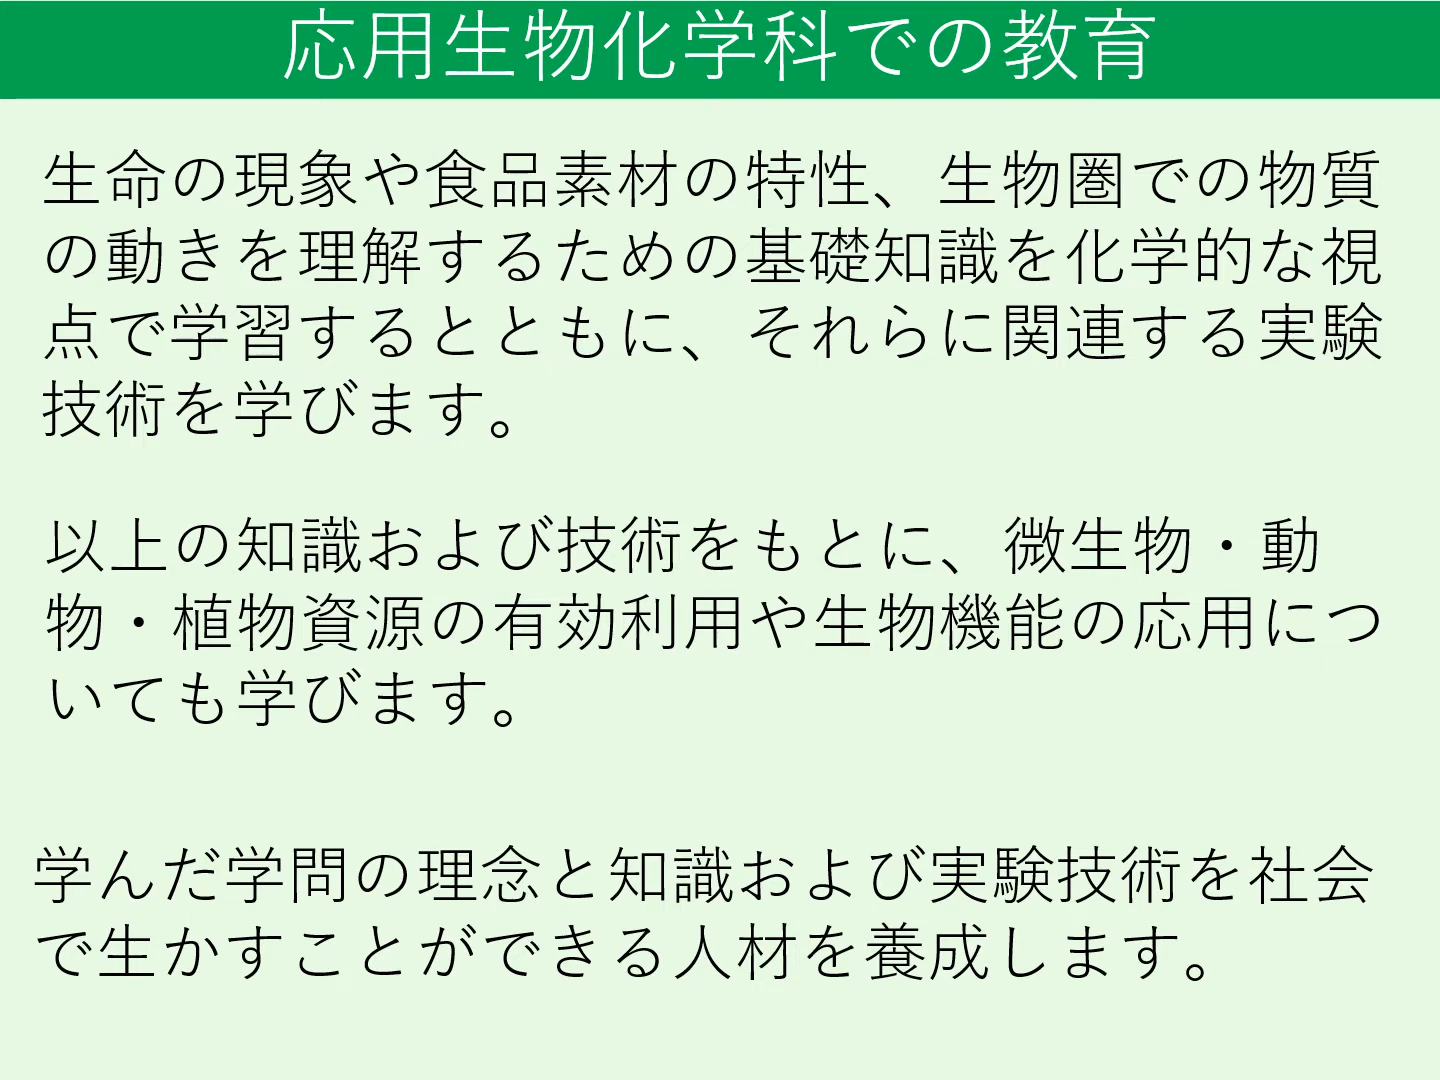 応用生物化学科での教育
生命の現象や食品素材の特性、生物圏での物質
の動きを理解するための基礎知識を化学的な視
点で学習するとともに、それらに関連する実験
技術を学びます。
以上の知識および技術をもとに、微生物・動
物・植物資源の有効利用や生物機能の応用につ
いても学びます。
学んだ学問の理念と知識および実験技術を社会
で生かすことができる人材を養成します。